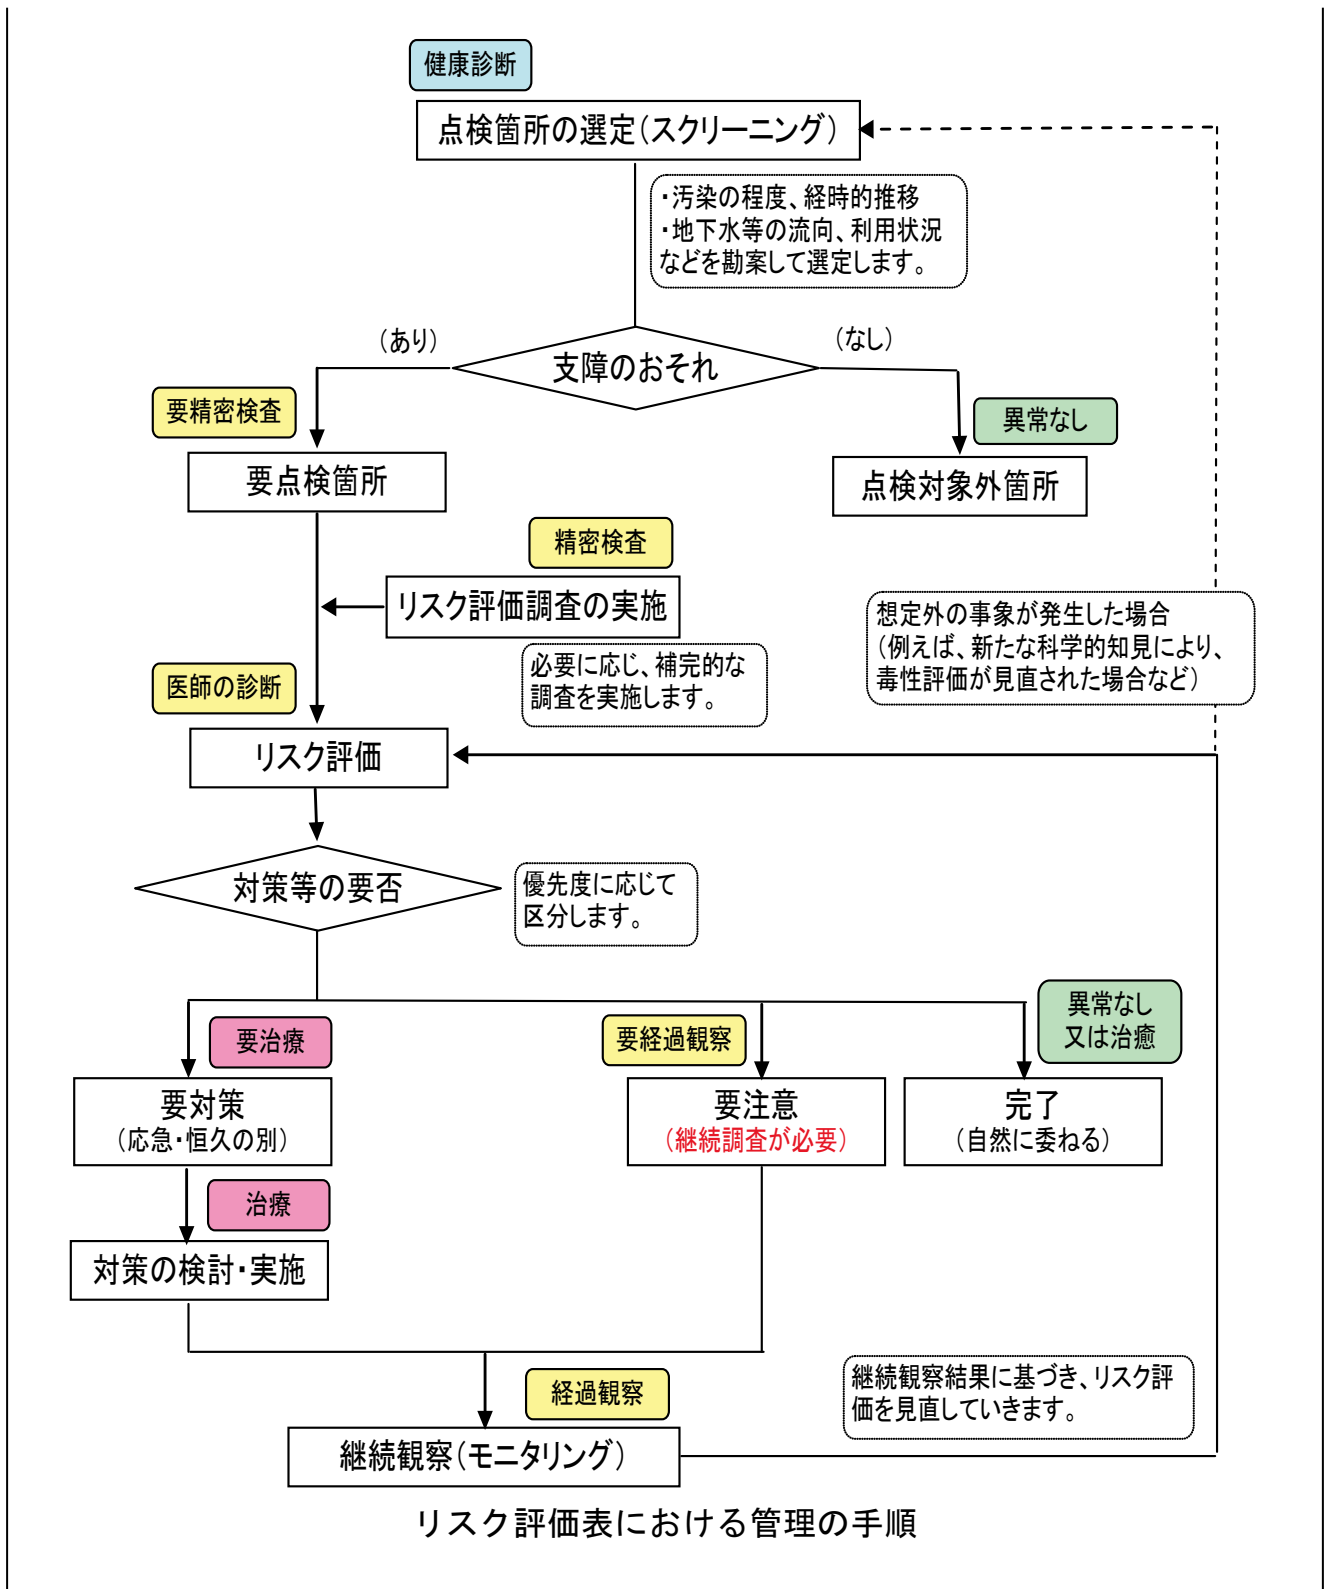 健康診断
点検箇所の選定(スクリーニング)
・汚染の程度、経時的推移
・地下水等の流向、利用状況
などを勘案して選定します。
(あり)
(なし)
支障のおそれ
要精密検査
異常なし
要点検箇所
点検対象外箇所
精密検査
リスク評価調査の実施
必要に応じ、補完的な
調査を実施します。
想定外の事象が発生した場合
(例えば、新たな科学的知見により、
毒性評価が見直された場合など)
医師の診断
リスク評価
対策等の要否
優先度に応じて
区分します。
要治療
要経過観察
異常なし
又は治癒
要対策
(応急・恒久の別)
要注意
(継続調査が必要)
完了
(自然に委ねる)
治療
対策の検討・実施
経過観察
継続観察結果に基づき、リスク評
価を見直していきます。
継続観察(モニタリング)
リスク評価表における管理の手順